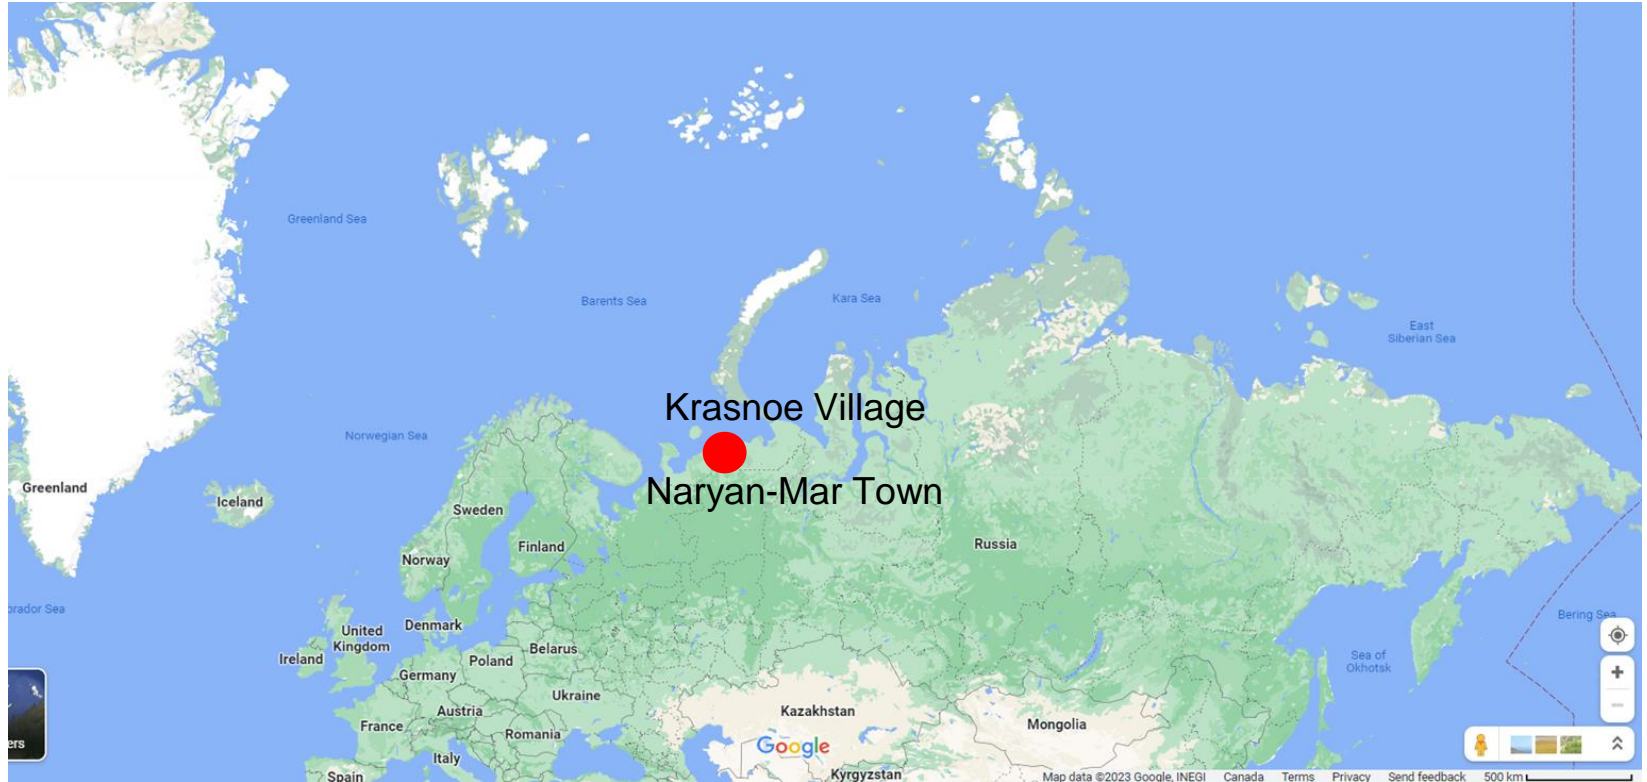 Greenland Sea
Barents Sea
Kara Sea
East
Siberian Sea
Krasnoe Village
Norwegian Sea
Greenland
Naryan-Mar Town
Iceland
Sweden
Finland
Russia
Norway
brador Sea
Denmark
United
Kingdom
Bering Sea
Ireland
Belarus
Poland
Germany
Sea of
Okhotsk
Ukraine
Austria
Kazakhstan
France
Mongolia
Romania
ers
Google
Italy
Spain
Kyrgyzstan
Map data ©2023 Google, INEGI Canada Terms Privacy Send feedback 500 km